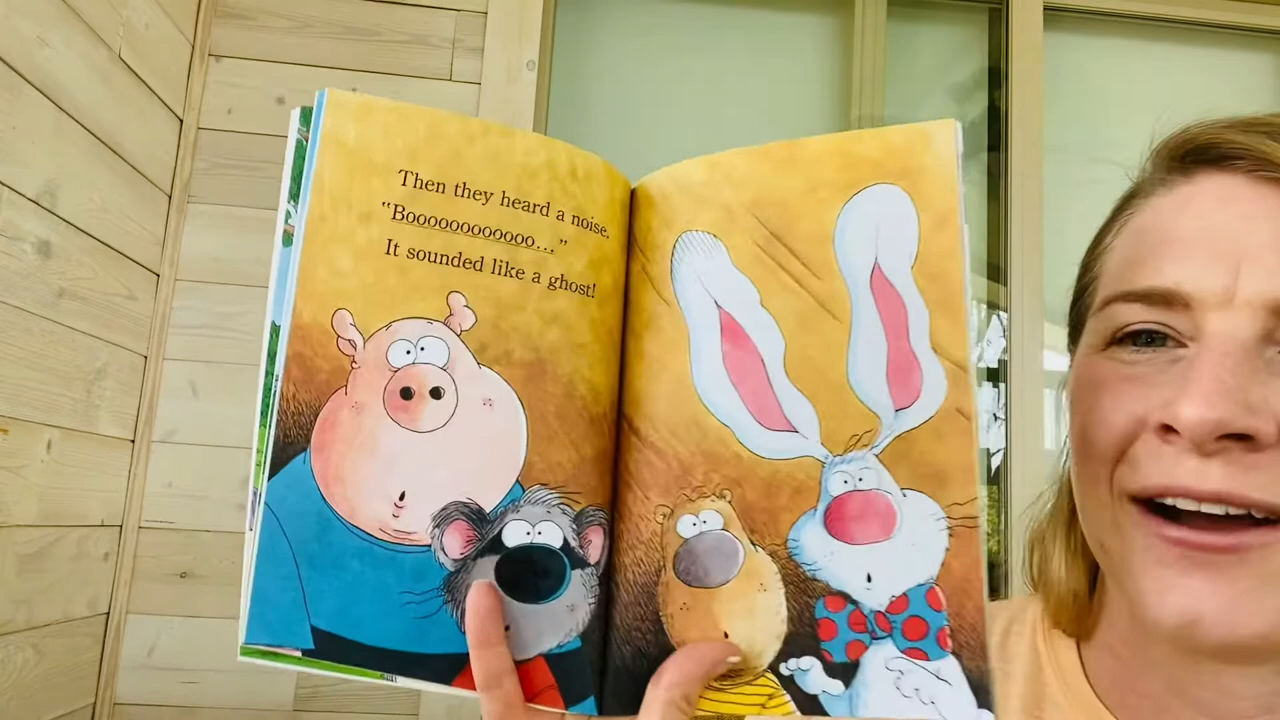 Then they heard a noise.
“Boooooooooooo...”
It sounded like a ghost!